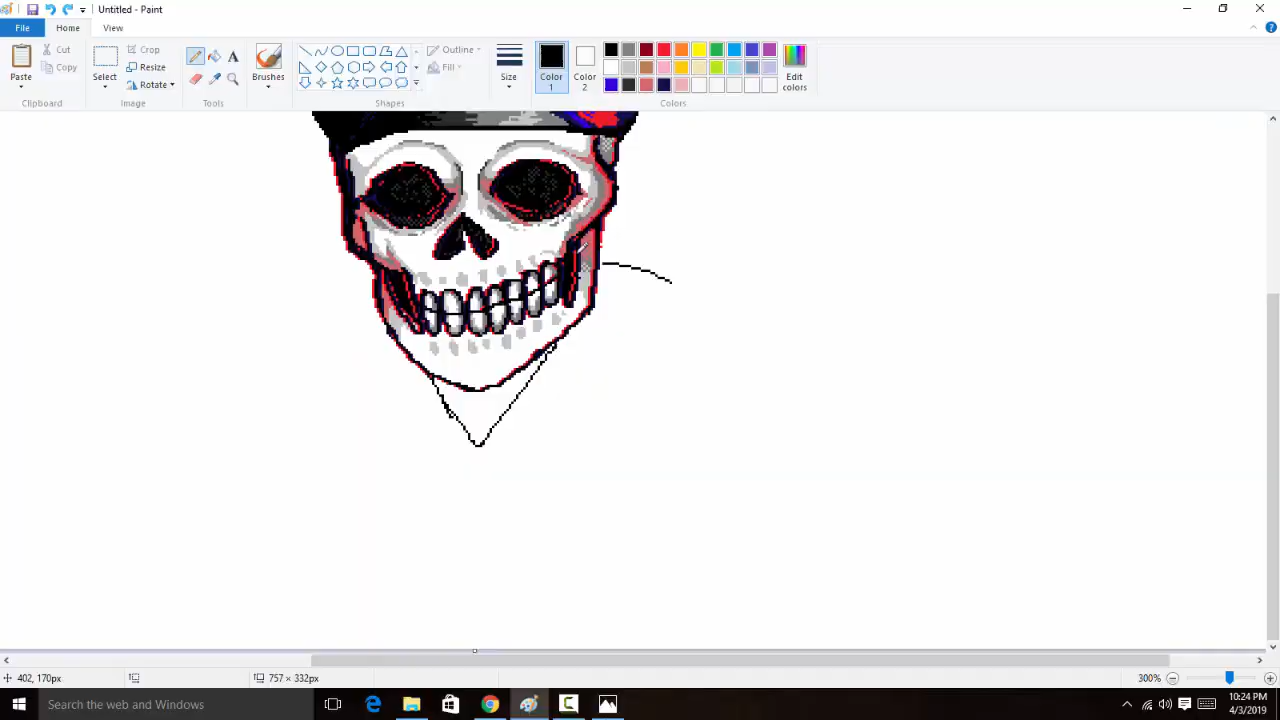 Untitled - Paint
File Home View
Paste
Cut
Copy
Clipboard
Select
Crop
Resize
Rotate
Image
A
Tools
Brushes
Outline
Fill
Shapes
Size
Color 1
Color 2
Edit colors
Colors
402, 170px
757 × 332px
300%
Search the web and Windows
10:24 PM
4/3/2019